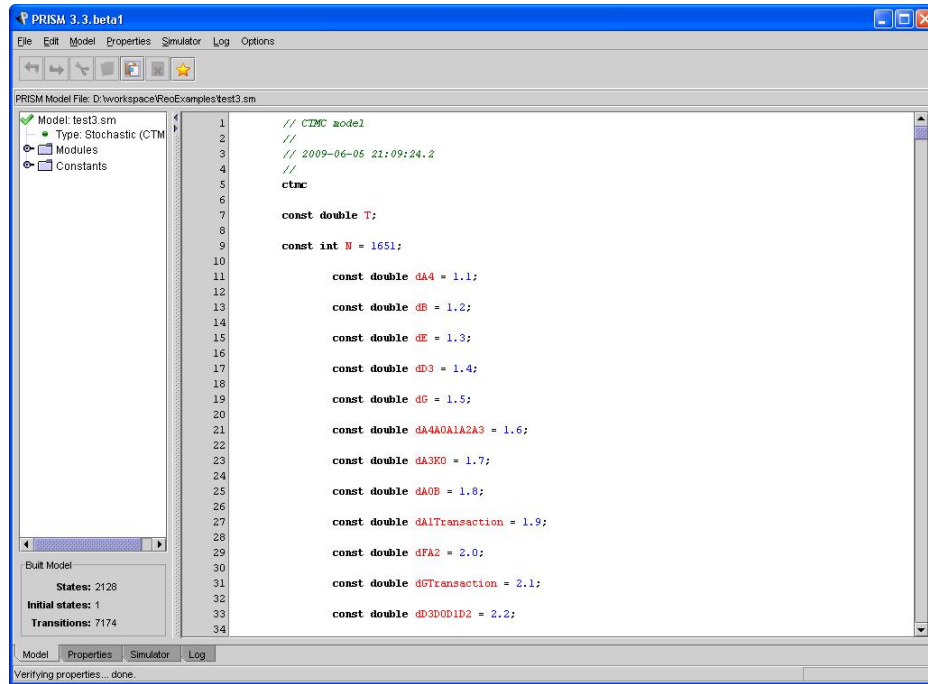 PRISM 3.3.beta1
File Edit Model Properties Simulator Log Options
PRISM Model File: D:\workspace\ReoExamples\test3.sm
Model: test3.sm
Type: Stochastic (CTM
Modules
Constants
Built Model
States: 2128
Initial states: 1
Transitions: 7174
1 // CTMC model
2 //
3 // 2009-06-05 21:09:24.2
4 //
5 ctmc
6
7 const double T;
8
9 const int N = 1651;
10
11 const double dA4 = 1.1;
12
13 const double dB = 1.2;
14
15 const double dE = 1.3;
16
17 const double dD3 = 1.4;
18
19 const double dG = 1.5;
20
21 const double dA4A0A1A2A3 = 1.6;
22
23 const double dA3K0 = 1.7;
24
25 const double dA0B = 1.8;
26
27 const double dA1Transaction = 1.9;
28
29 const double dFA2 = 2.0;
30
31 const double dGTransaction = 2.1;
32
33 const double dD3D0D1D2 = 2.2;
34
Model Properties Simulator Log
Verifying properties... done.